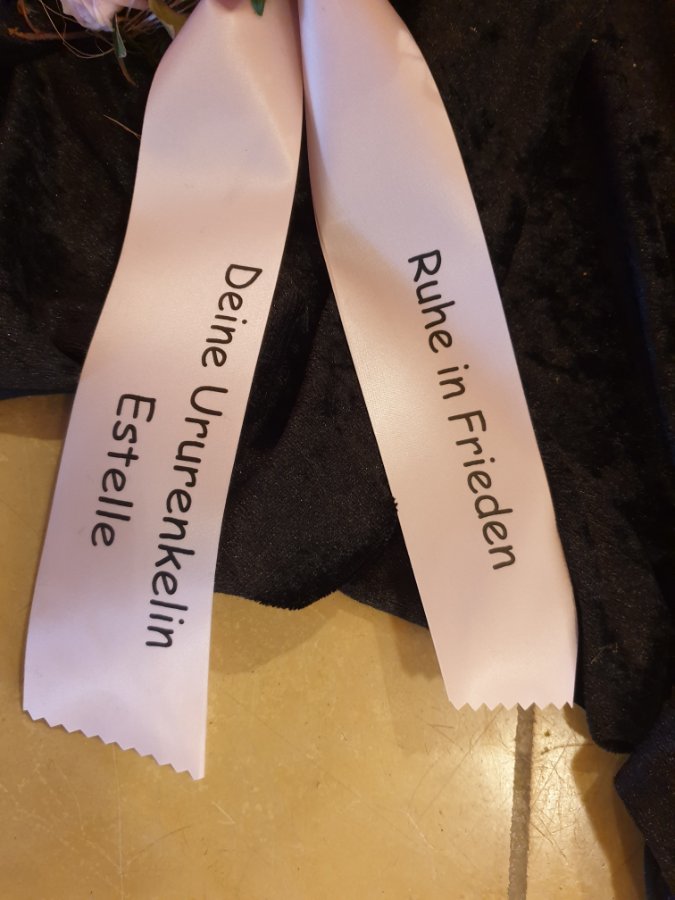 Deine Ururenkelin
Estelle
Ruhe in Frieden